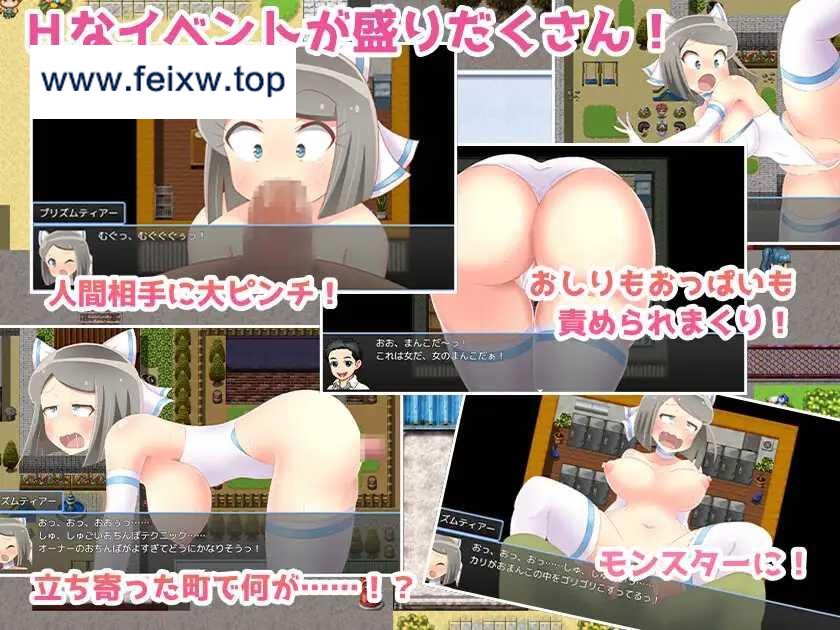 Hなイベントが盛りだくさん！
www.feixw.top
プリズムティアー
むぐっ、むぐぐぐぅっ！
人間相手に大ピンチ！
おしりもおっぱいも
責められまくり！
おお、まんこだ～っ！
これは女だ、女のまんこだぁ！
ズムティアー
おっ、おっ、おおぅっ……
しゅ、しゅごいおちんぽテクニック……
オーナーのおちんぽがよすぎてどうにかなりそうっ！
立ち寄った町で何が……！？
ズムティアー
おっ、おっ、おっ……しゅ、し
カリがおまんこの中をゴリゴリこすってるっ！
モンスターに！